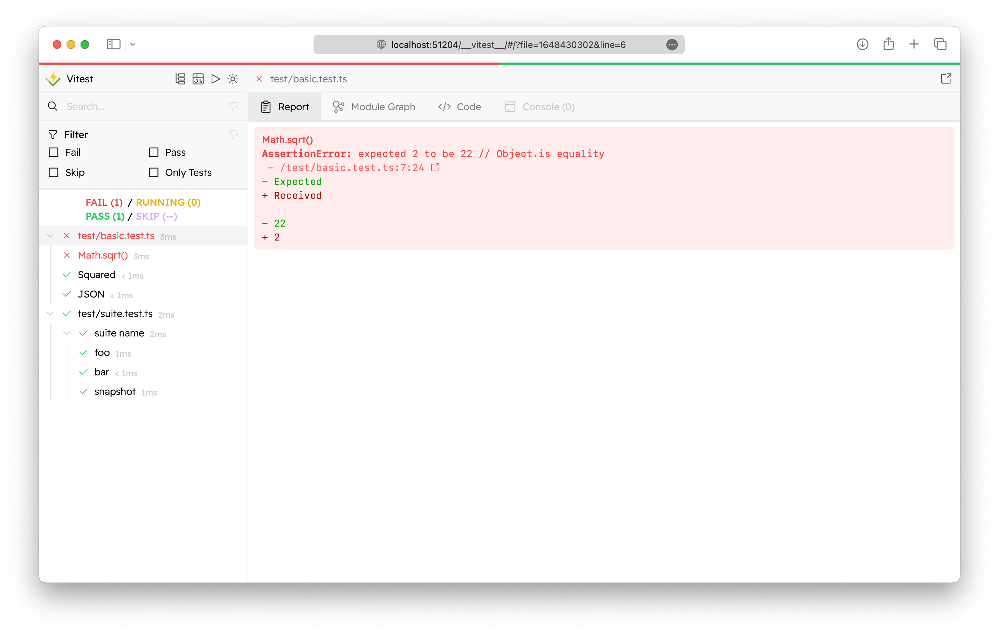 localhost:51204/__vitest__/#/?file=1648430302&line=6
Vitest
Search...
Filter
Fail
Pass
Skip
Only Tests
FAIL (1) / RUNNING (0)
PASS (1) / SKIP (--)
test/basic.test.ts 3ms
Math.sqrt() 3ms
Squared < 1ms
JSON < 1ms
test/suite.test.ts 2ms
suite name 2ms
foo 1ms
bar < 1ms
snapshot 1ms
test/basic.test.ts
Report
Module Graph
Code
Console (0)
Math.sqrt()
AssertionError: expected 2 to be 22 // Object.is equality
- /test/basic.test.ts:7:24
- Expected
+ Received
- 22
+ 2